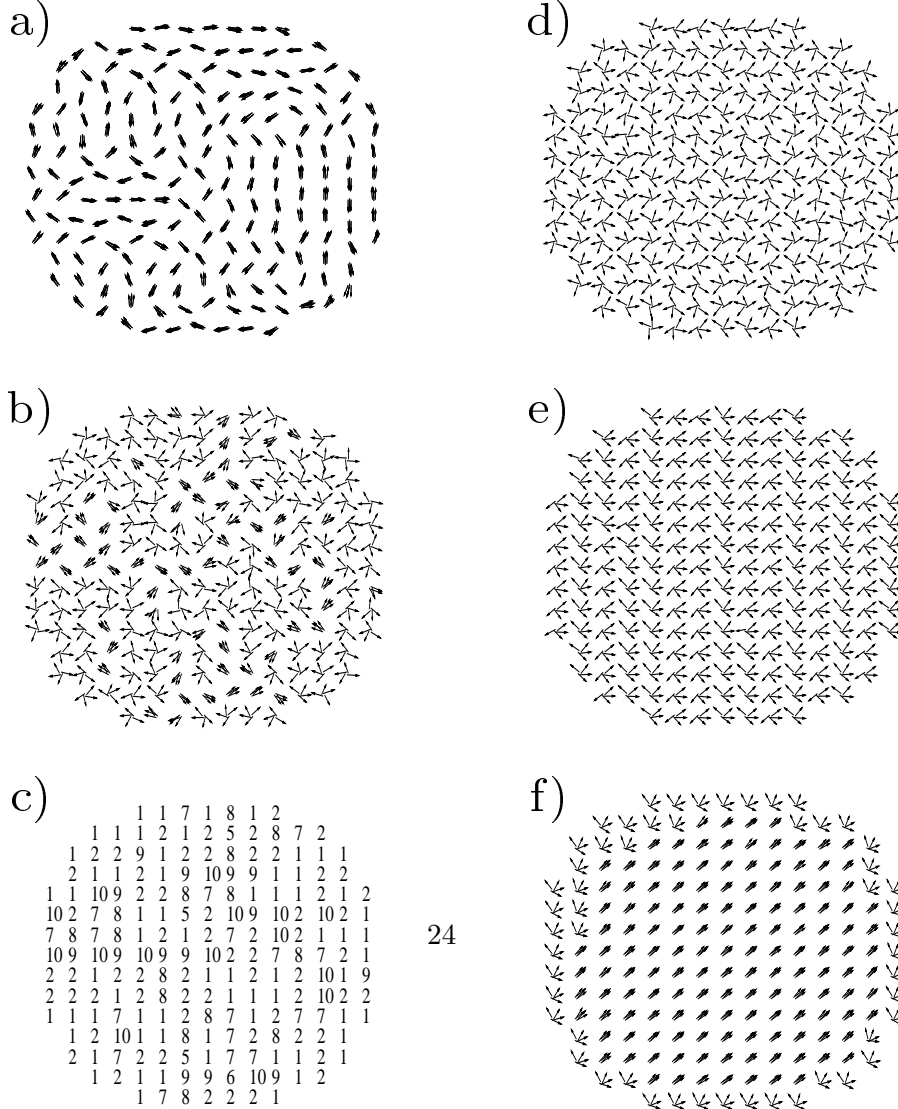 a)
d)
b)
e)
c)
1 1 7 1 8 1 2
1 1 1 2 1 2 5 2 8 7 2
1 2 2 9 1 2 2 8 2 2 1 1 1
2 1 1 2 1 9 10 9 9 1 1 2 2
1 1 10 9 2 2 8 7 8 1 1 1 2 1 2
10 2 7 8 1 1 5 2 10 9 10 2 10 2 1
7 8 7 8 1 2 1 2 7 2 10 2 1 1 1
10 9 10 9 10 9 9 10 2 2 7 8 7 2 1
2 2 1 2 2 8 2 1 1 2 1 2 10 1 9
2 2 2 1 2 8 2 2 1 1 1 2 10 2 2
1 1 1 7 1 1 2 8 7 1 2 7 7 1 1
1 2 10 1 1 8 1 7 2 8 2 2 1
2 1 7 2 2 5 1 7 7 1 1 2 1
1 2 1 1 9 9 6 10 9 1 2
1 7 8 2 2 2 1
24
f)